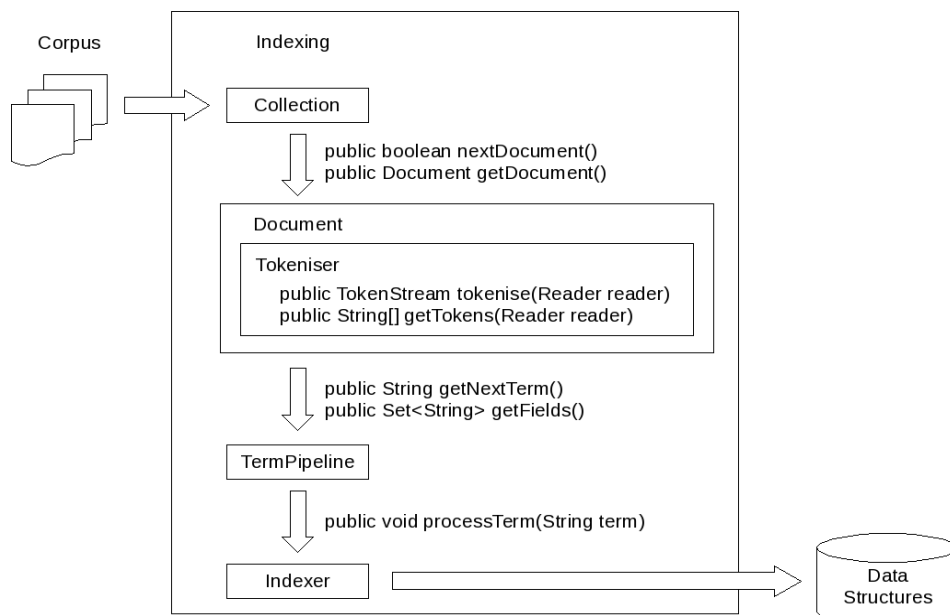 Corpus
Indexing
Collection
public boolean nextDocument()
public Document getDocument()
Document
Tokeniser
public TokenStream tokenise(Reader reader)
public String[] getTokens(Reader reader)
public String getNextTerm()
public Set<String> getFields()
TermPipeline
public void processTerm(String term)
Indexer
Data
Structures